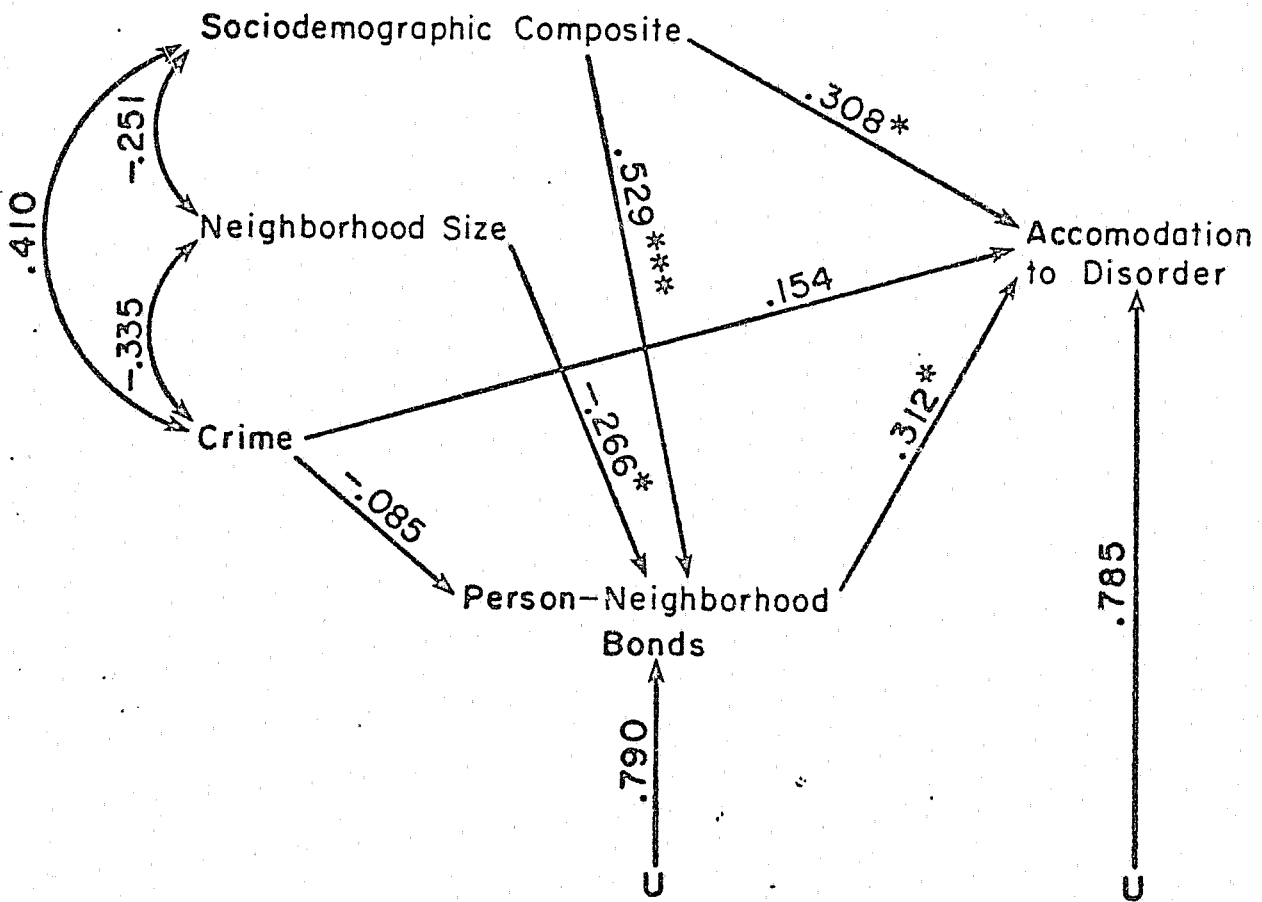 Sociodemographic Composite
.308*
-.251
.529***
.410
Neighborhood Size
Accomodation
to Disorder
.154
-.335
-.266*
.312*
Crime
-.085
Person-Neighborhood
Bonds
.785
.790
U
U